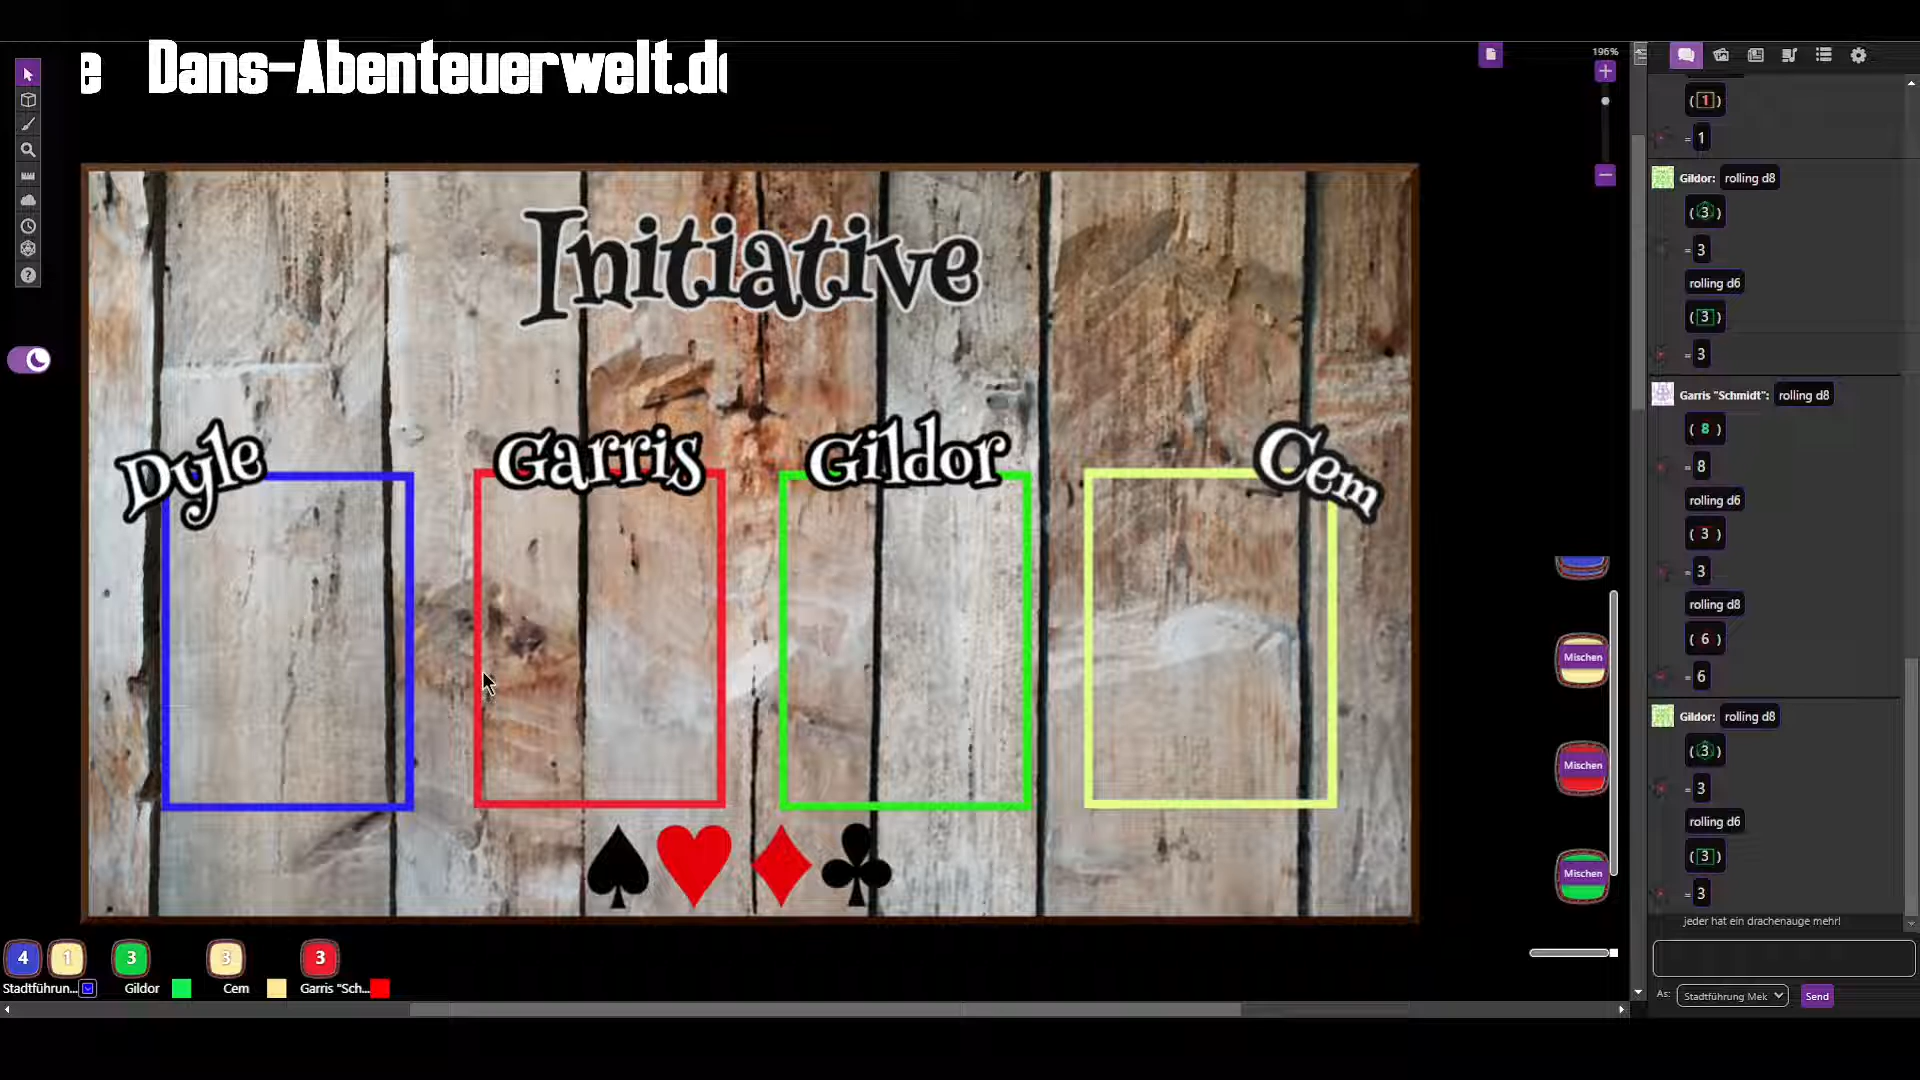 e Dans-Abenteuerwelt.d
196%
Initiative
Dyle
Garris
Gildor
Cem
Mischen
Mischen
Mischen
4
1
3
3
3
Stadtführun...
Gildor
Cem
Garris "Sch...
(1)
= 1
Gildor: rolling d8
(3)
= 3
rolling d6
(3)
= 3
Garris "Schmidt": rolling d8
(8)
= 8
rolling d6
(3)
= 3
rolling d8
(6)
= 6
Gildor: rolling d8
(3)
= 3
rolling d6
(3)
= 3
jeder hat ein drachenauge mehr!
As: Stadtführung Mek
Send